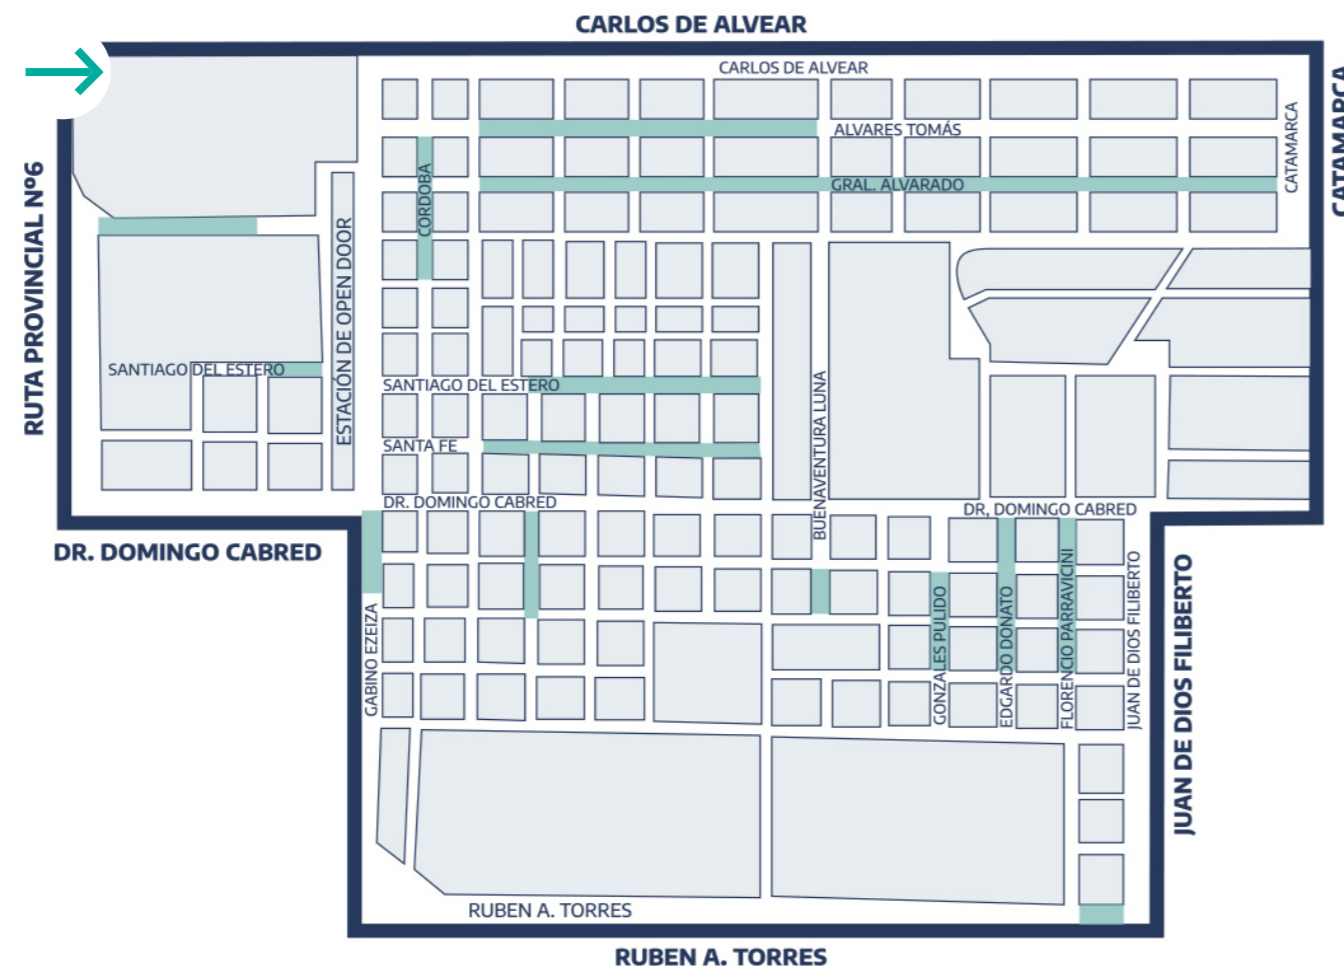 CARLOS DE ALVEAR
CARLOS DE ALVEAR
CATAMARCA
CATAMARCA
ALVARES TOMÁS
GRAL. ALVARADO
CORDOBA
RUTA PROVINCIAL Nº6
ESTACIÓN DE OPEN DOOR
SANTIAGO DEL ESTERO
SANTIAGO DEL ESTERO
BUENAVENTURA LUNA
SANTA FE
DR. DOMINGO CABRED
DR, DOMINGO CABRED
DR. DOMINGO CABRED
GABINO EZEIZA
GONZALES PULIDO
EDGARDO DONATO
FLORENCIO PARRAVICINI
JUAN DE DIOS FILIBERTO
JUAN DE DIOS FILIBERTO
RUBEN A. TORRES
RUBEN A. TORRES